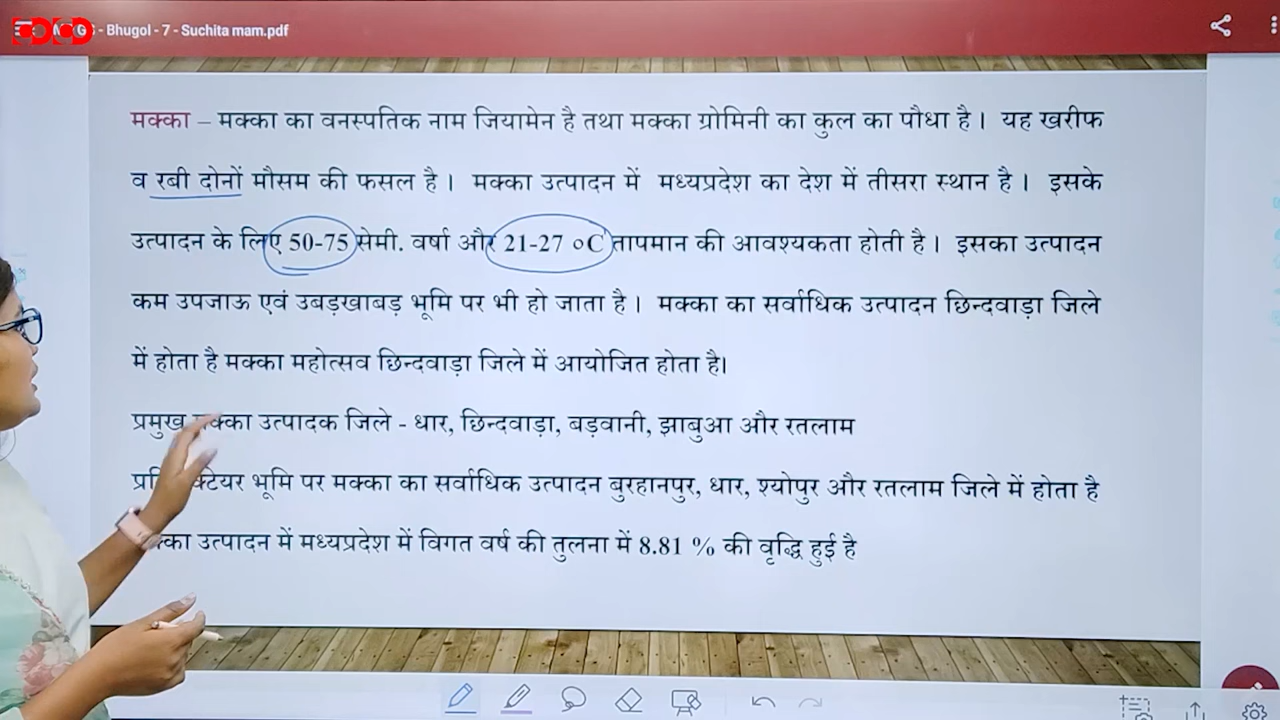 - Bhugol - 7 - Suchita mam.pdf
मक्का – मक्का का वनस्पतिक नाम जियामेन है तथा मक्का ग्रोमिनी का कुल का पौधा है। यह खरीफ
व रबी दोनों मौसम की फसल है। मक्का उत्पादन में मध्यप्रदेश का देश में तीसरा स्थान है। इसके
उत्पादन के लिए 50-75 सेमी. वर्षा और 21-27 oC तापमान की आवश्यकता होती है। इसका उत्पादन
कम उपजाऊ एवं उबड़खाबड़ भूमि पर भी हो जाता है। मक्का का सर्वाधिक उत्पादन छिन्दवाड़ा जिले
में होता है मक्का महोत्सव छिन्दवाड़ा जिले में आयोजित होता है।
प्रमुख मक्का उत्पादक जिले - धार, छिन्दवाड़ा, बड़वानी, झाबुआ और रतलाम
भूमि पर मक्का का सर्वाधिक उत्पादन बुरहानपुर, धार, श्योपुर और रतलाम जिले में होता है
उत्पादन में मध्यप्रदेश में विगत वर्ष की तुलना में 8.81 % की वृद्धि हुई है